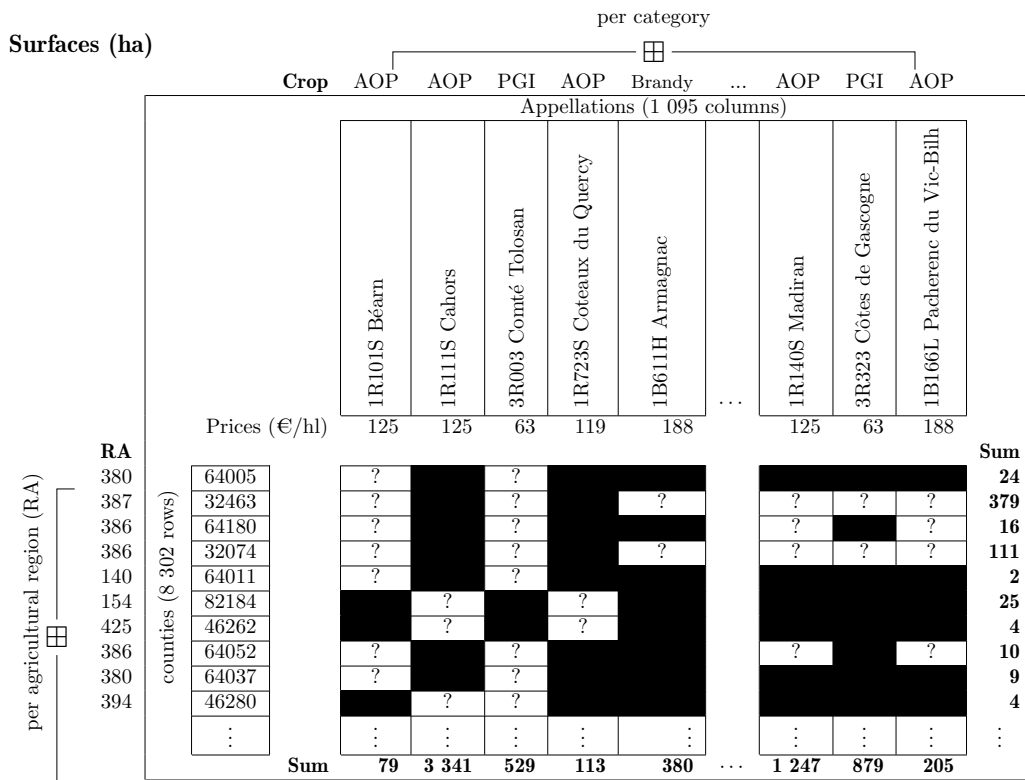 per category
Surfaces (ha)
Crop AOP AOP PGI AOP Brandy ... AOP PGI AOP
Appellations (1 095 columns)
1R101S Béarn
1R111S Cahors
3R003 Comté Tolosan
1R723S Coteaux du Quercy
1B611H Armagnac
...
1R140S Madiran
3R323 Côtes de Gascogne
1B166L Pacherenc du Vic-Bilh
Prices (€/hl) 125 125 63 119 188 125 63 188
RA Sum
per agricultural region (RA)
counties (8 302 rows)
380 64005 ? ? 24
387 32463 ? ? ? ? ? ? 379
386 64180 ? ? ? ? 16
386 32074 ? ? ? ? ? ? 111
140 64011 ? ? 2
154 82184 ? ? 25
425 46262 ? ? 4
386 64052 ? ? ? ? 10
380 64037 ? ? 9
394 46280 ? ? 4
⋮ ⋮ ⋮ ⋮ ⋮ ⋮ ⋮ ⋮ ⋮ ⋮
Sum 79 3 341 529 113 380 ... 1 247 879 205